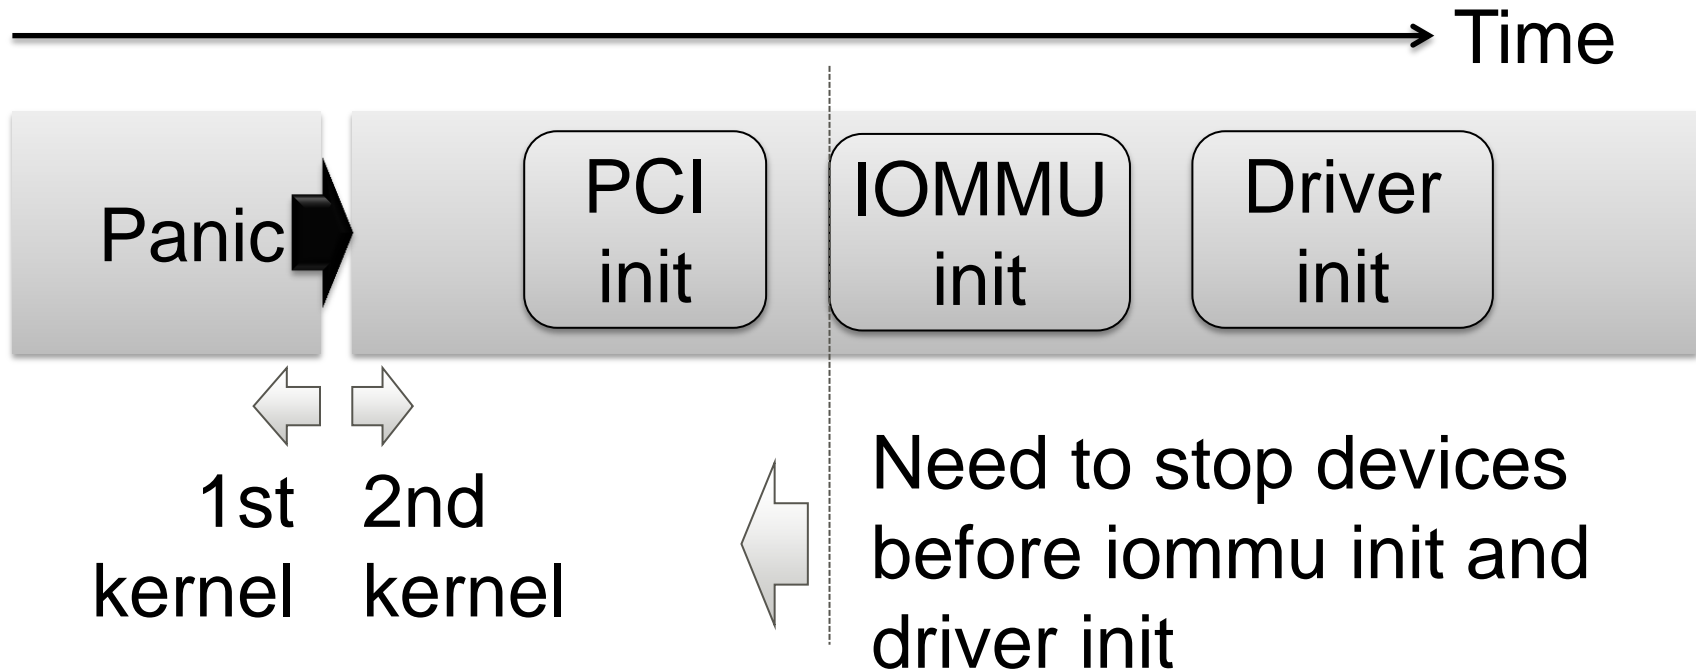 Time
Panic
PCI
init
IOMMU
init
Driver
init
1st
kernel
2nd
kernel
Need to stop devices
before iommu init and
driver init